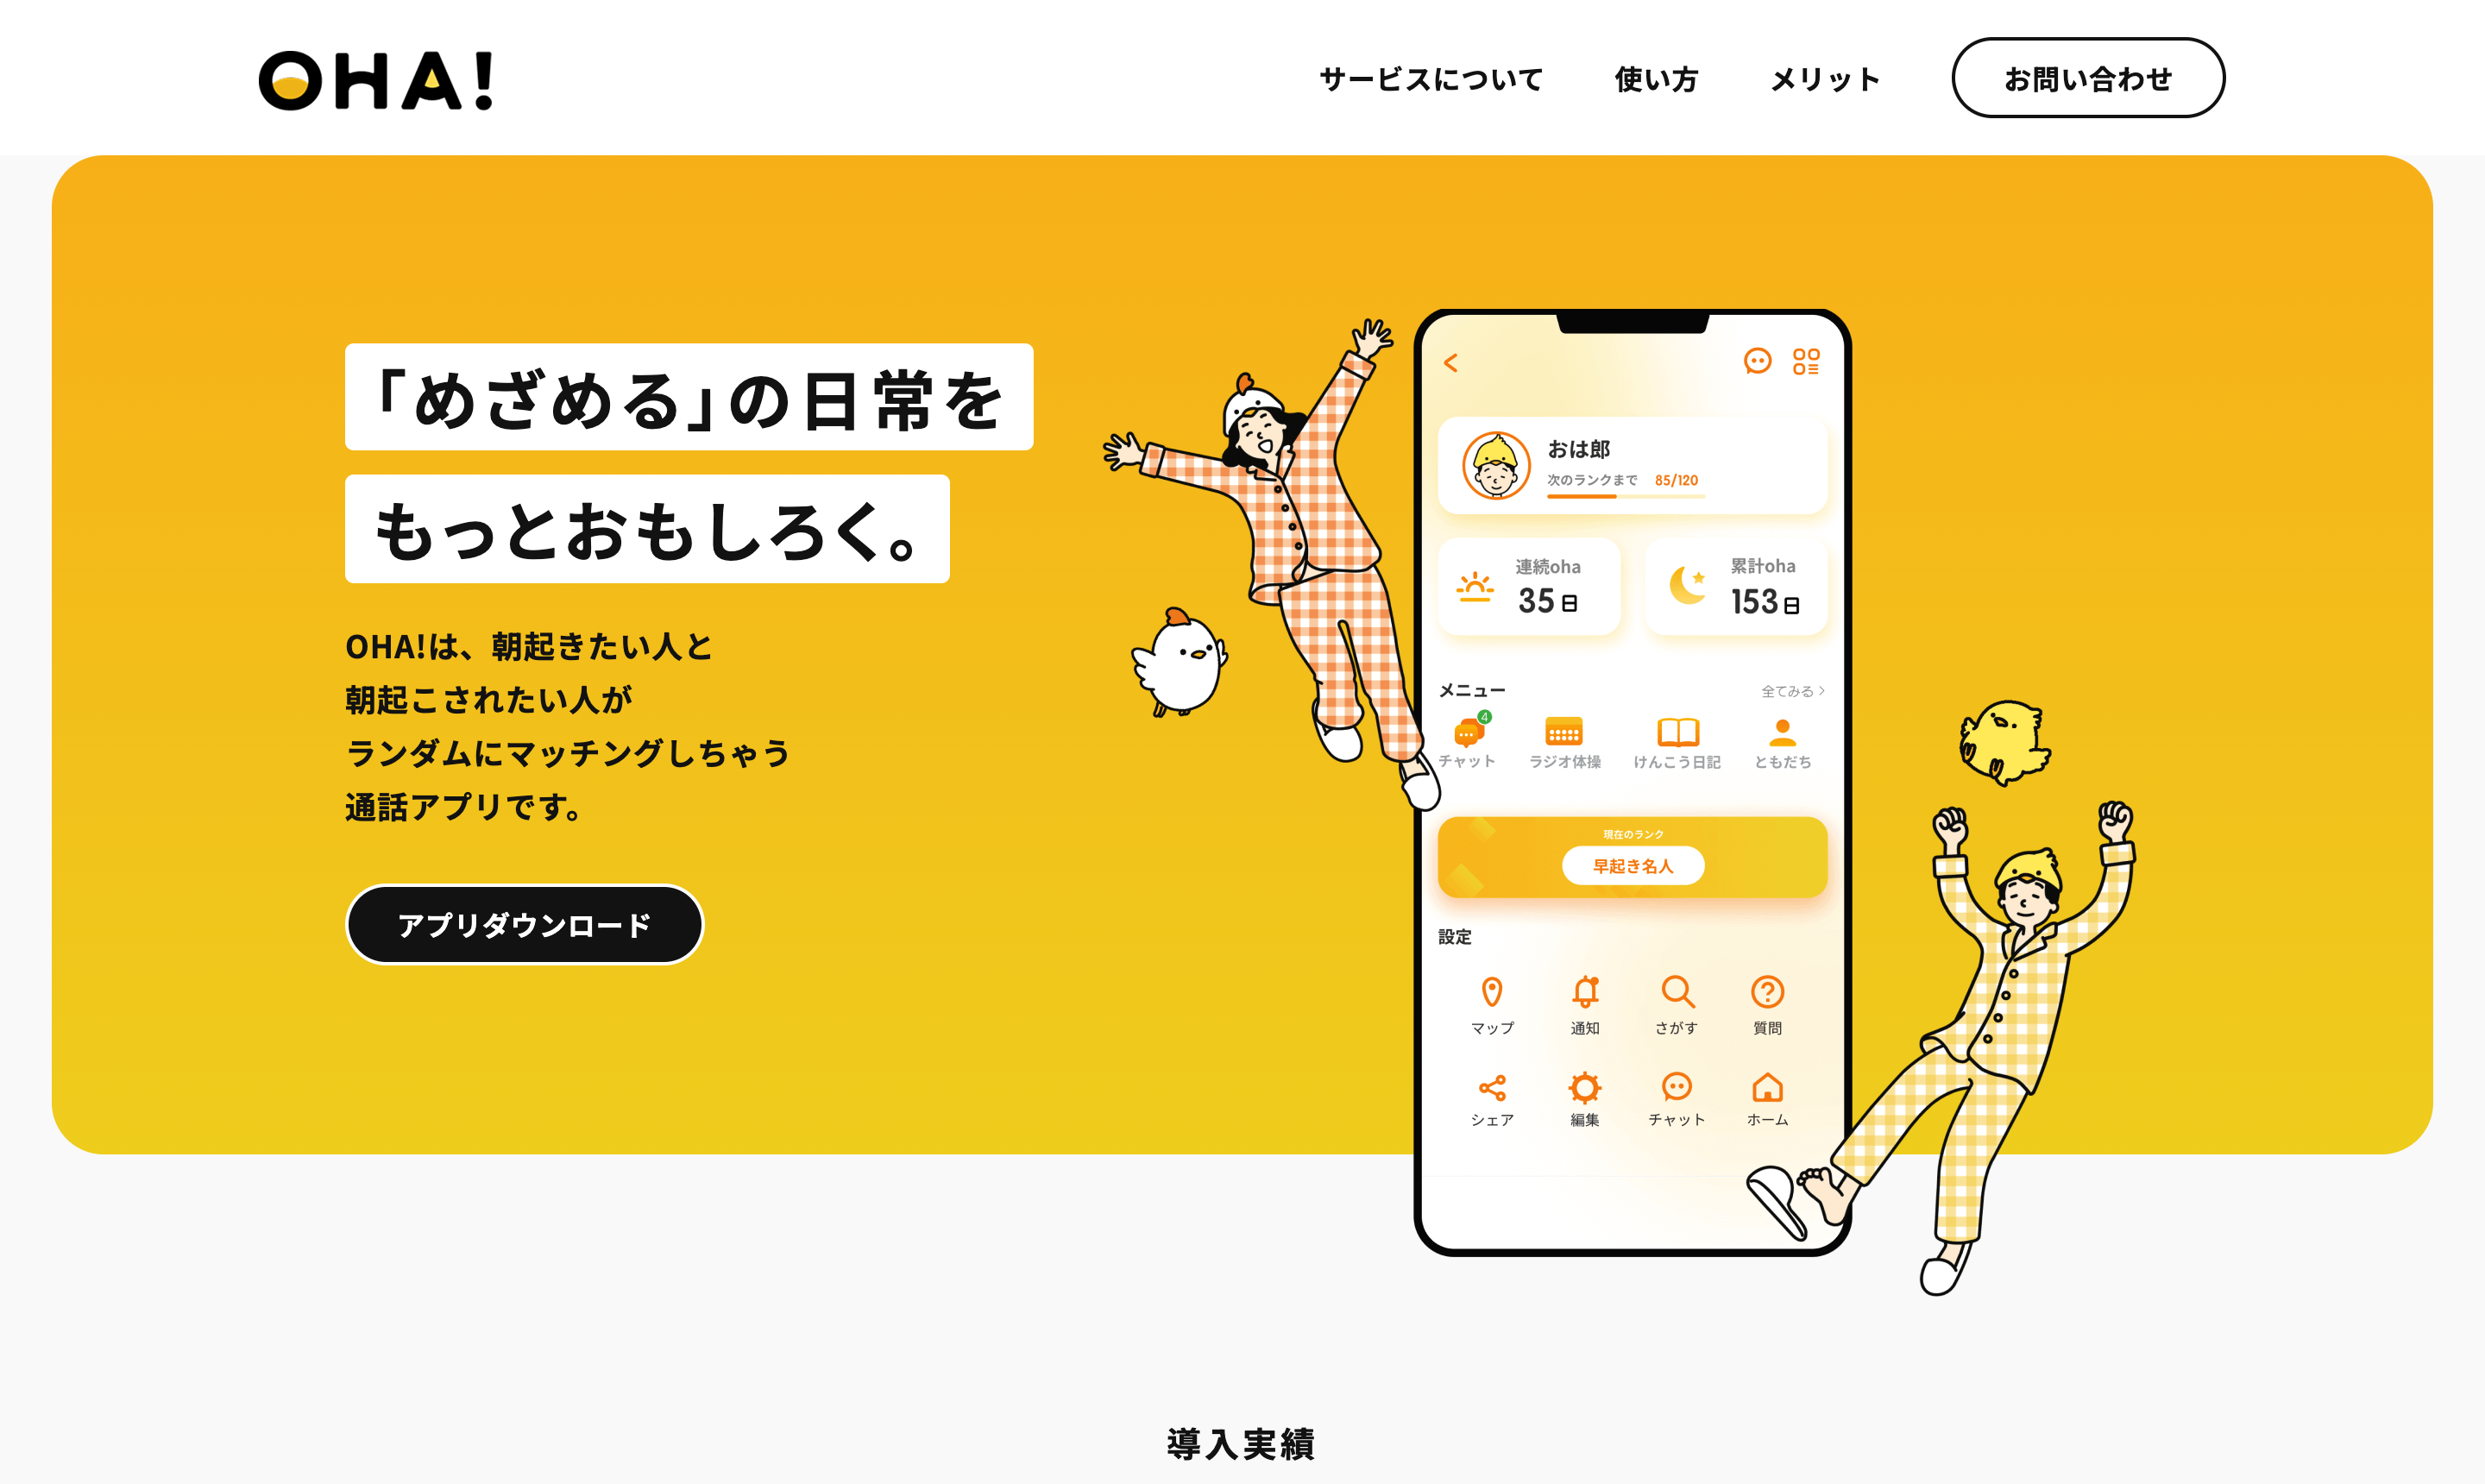 OHA!
サービスについて 使い方 メリット お問い合わせ
「めざめる」の日常を
もっとおもしろく。
OHA!は、朝起きたい人と
朝起こされたい人が
ランダムにマッチングしちゃう
通話アプリです。
アプリダウンロード
おは郎
次のランクまで 85/120
連続oha
35日
累計oha
153日
メニュー 全てみる
4
チャット ラジオ体操 けんこう日記 ともだち
現在のランク
早起き名人
設定
マップ 通知 さがす 質問
シェア 編集 チャット ホーム
導入実績